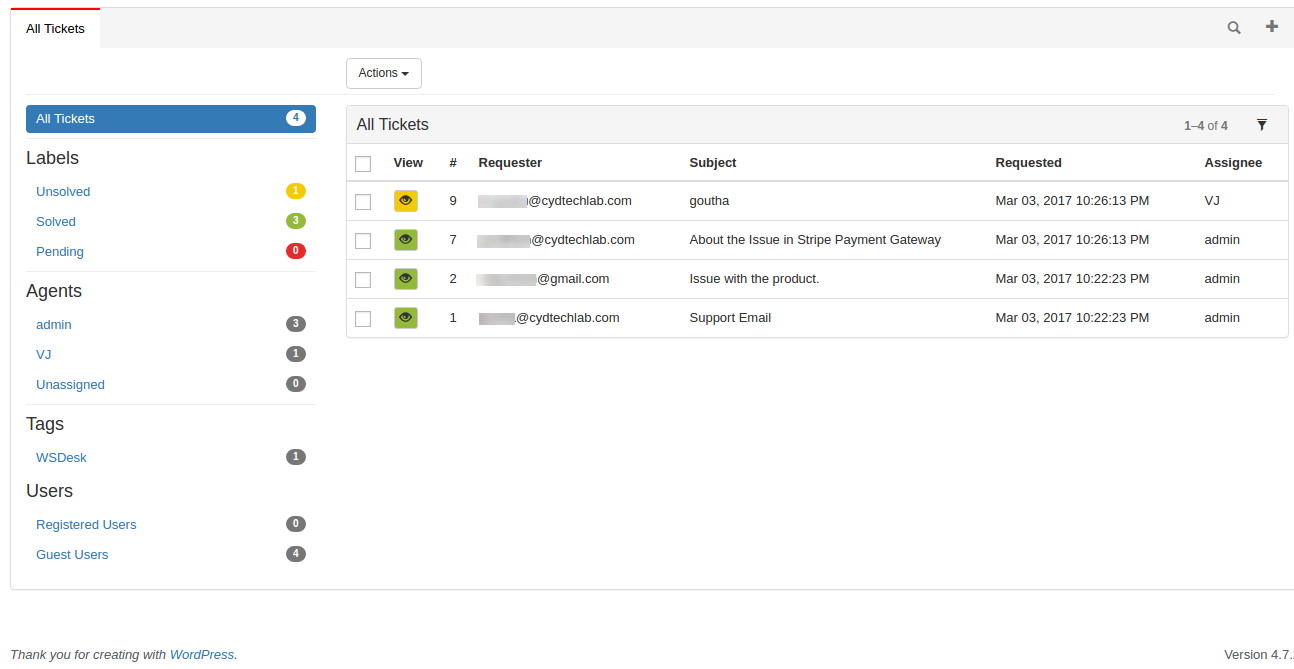 All Tickets
Actions
All Tickets 4
Labels
Unsolved 1
Solved 3
Pending 0
Agents
admin 3
VJ 1
Unassigned 0
Tags
WSDesk 1
Users
Registered Users 0
Guest Users 4
All Tickets 1–4 of 4
View # Requester Subject Requested Assignee
9 @cydtechlab.com goutha Mar 03, 2017 10:26:13 PM VJ
7 @cydtechlab.com About the Issue in Stripe Payment Gateway Mar 03, 2017 10:26:13 PM admin
2 @gmail.com Issue with the product. Mar 03, 2017 10:22:23 PM admin
1 @cydtechlab.com Support Email Mar 03, 2017 10:22:23 PM admin
Thank you for creating with WordPress. Version 4.7.